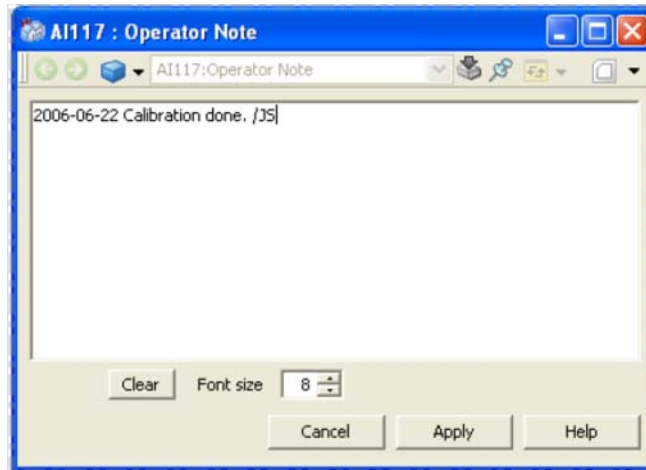 AI117 : Operator Note
AI117:Operator Note
2006-06-22 Calibration done. /JS
Clear Font size 8
Cancel Apply Help